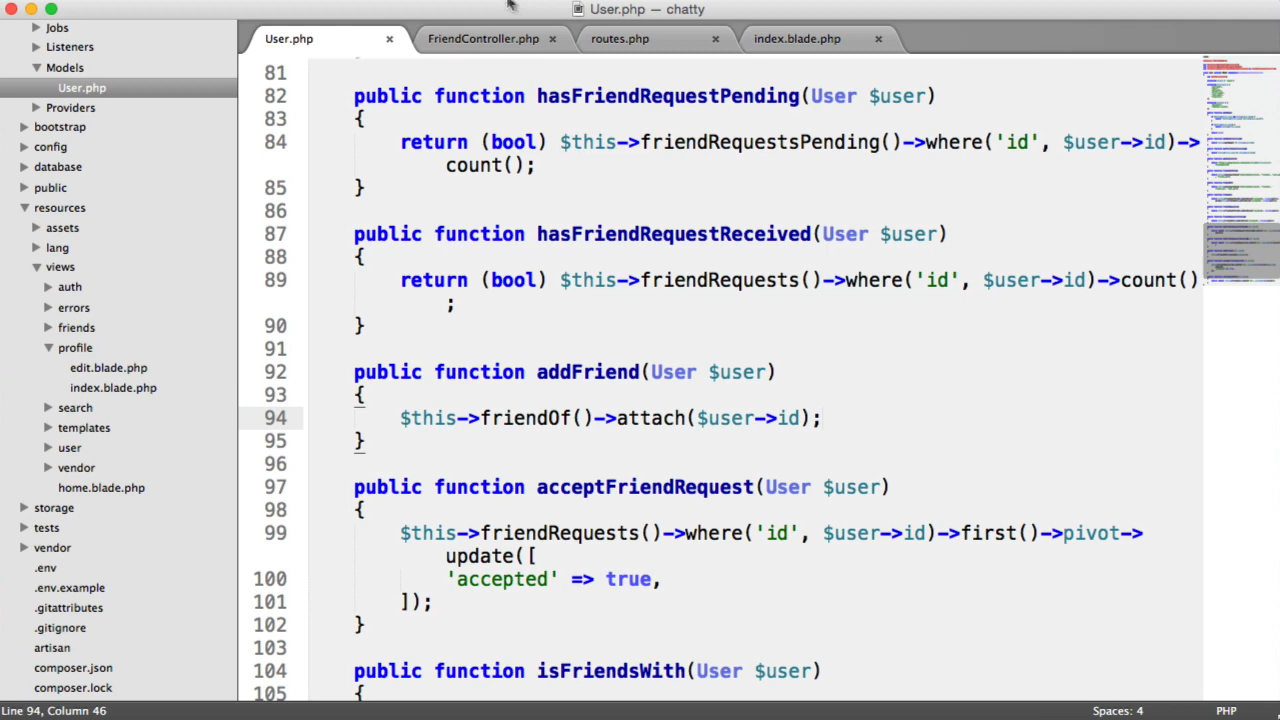 User.php — chatty
Jobs
Listeners
Models
User.php
Providers
bootstrap
config
database
public
resources
assets
lang
views
auth
errors
friends
profile
edit.blade.php
index.blade.php
search
templates
user
vendor
home.blade.php
storage
tests
vendor
.env
.env.example
.gitattributes
.gitignore
artisan
composer.json
composer.lock
User.php × FriendController.php × routes.php × index.blade.php ×
81
82 public function hasFriendRequestPending(User $user)
83 {
84 return (bool) $this->friendRequestsPending()->where('id', $user->id)->
count();
85 }
86
87 public function hasFriendRequestReceived(User $user)
88 {
89 return (bool) $this->friendRequests()->where('id', $user->id)->count()
;
90 }
91
92 public function addFriend(User $user)
93 {
94 $this->friendOf()->attach($user->id);
95 }
96
97 public function acceptFriendRequest(User $user)
98 {
99 $this->friendRequests()->where('id', $user->id)->first()->pivot->
update([
100 'accepted' => true,
101 ]);
102 }
103
104 public function isFriendsWith(User $user)
105 {
Line 94, Column 46
Spaces: 4
PHP